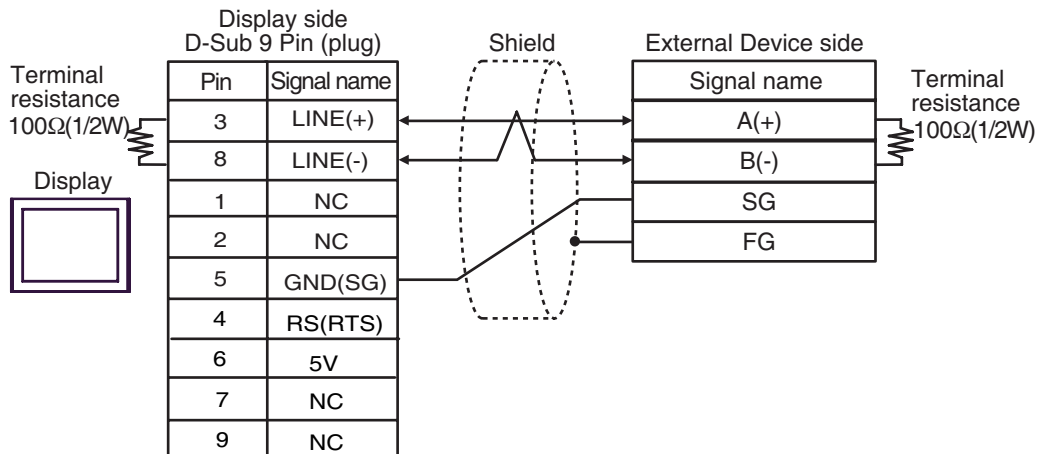 Display side
D-Sub 9 Pin (plug)
Shield
External Device side
Terminal
resistance
100Ω(1/2W)
Pin Signal name
3 LINE(+)
8 LINE(-)
1 NC
2 NC
5 GND(SG)
4 RS(RTS)
6 5V
7 NC
9 NC
Display
Signal name
A(+)
B(-)
SG
FG
Terminal
resistance
100Ω(1/2W)